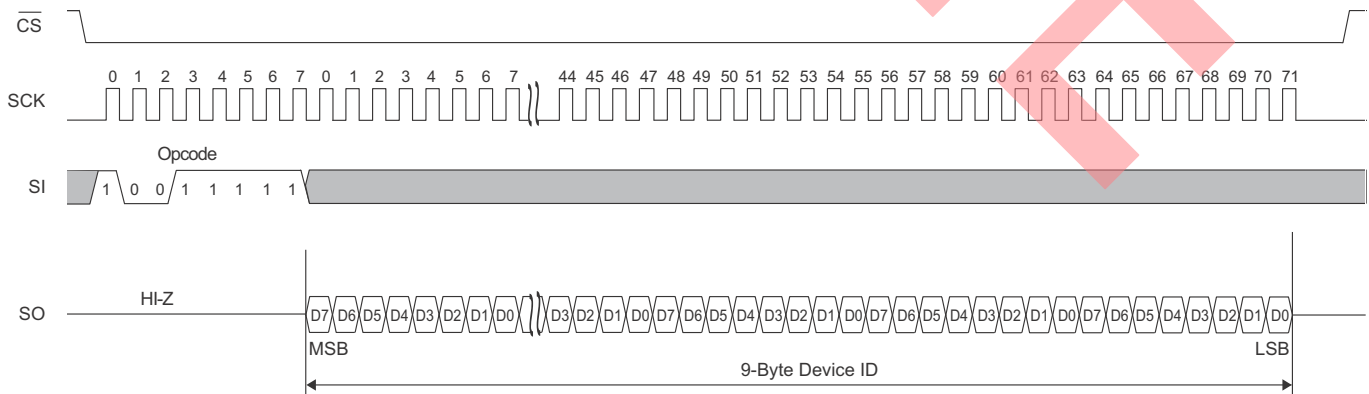 CS
0 1 2 3 4 5 6 7 0 1 2 3 4 5 6 7 44 45 46 47 48 49 50 51 52 53 54 55 56 57 58 59 60 61 62 63 64 65 66 67 68 69 70 71
SCK
Opcode
SI 1 0 0 1 1 1 1 1
HI-Z
SO D7 D6 D5 D4 D3 D2 D1 D0 D3 D2 D1 D0 D7 D6 D5 D4 D3 D2 D1 D0 D7 D6 D5 D4 D3 D2 D1 D0 D7 D6 D5 D4 D3 D2 D1 D0
MSB LSB
9-Byte Device ID